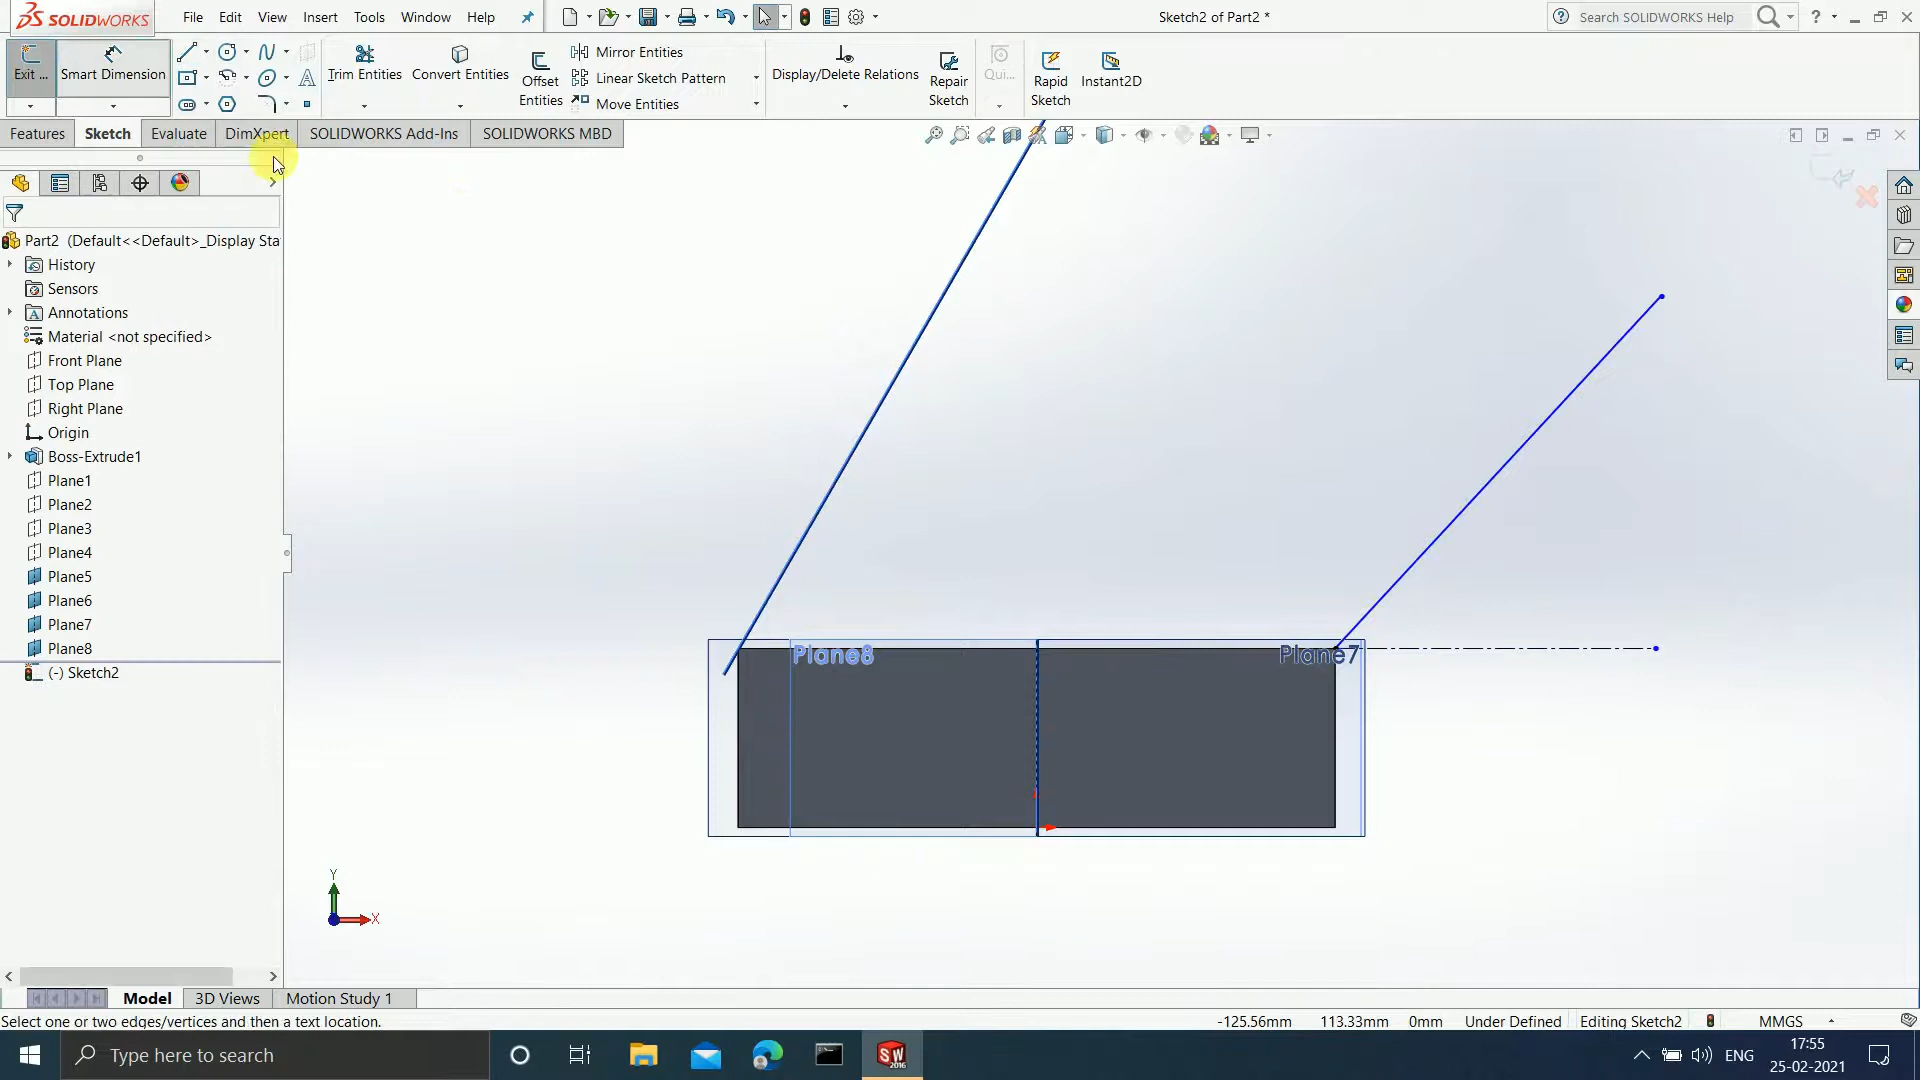 SOLIDWORKS
File Edit View Insert Tools Window Help
Sketch2 of Part2 *
Search SOLIDWORKS Help
Exit ...
Smart Dimension
Trim Entities
Convert Entities
Offset Entities
Mirror Entities
Linear Sketch Pattern
Move Entities
Display/Delete Relations
Repair Sketch
Qui...
Rapid Sketch
Instant2D
Features Sketch Evaluate DimXpert SOLIDWORKS Add-Ins SOLIDWORKS MBD
Part2 (Default<<Default>_Display Sta
History
Sensors
Annotations
Material <not specified>
Front Plane
Top Plane
Right Plane
Origin
Boss-Extrude1
Plane1
Plane2
Plane3
Plane4
Plane5
Plane6
Plane7
Plane8
(-) Sketch2
Plane8
Plane7
Y
X
Model 3D Views Motion Study 1
Select one or two edges/vertices and then a text location.
-125.56mm 113.33mm 0mm Under Defined Editing Sketch2 MMGS
Type here to search
SW
2016
ENG
17:55
25-02-2021